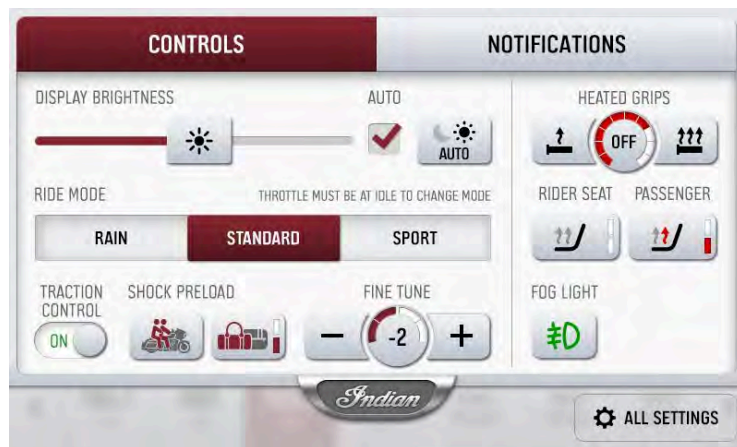 CONTROLS
NOTIFICATIONS
DISPLAY BRIGHTNESS
AUTO
AUTO
HEATED GRIPS
OFF
RIDE MODE
THROTTLE MUST BE AT IDLE TO CHANGE MODE
RAIN
STANDARD
SPORT
RIDER SEAT
PASSENGER
TRACTION
CONTROL
ON
SHOCK PRELOAD
FINE TUNE
-2
FOG LIGHT
Indian
ALL SETTINGS